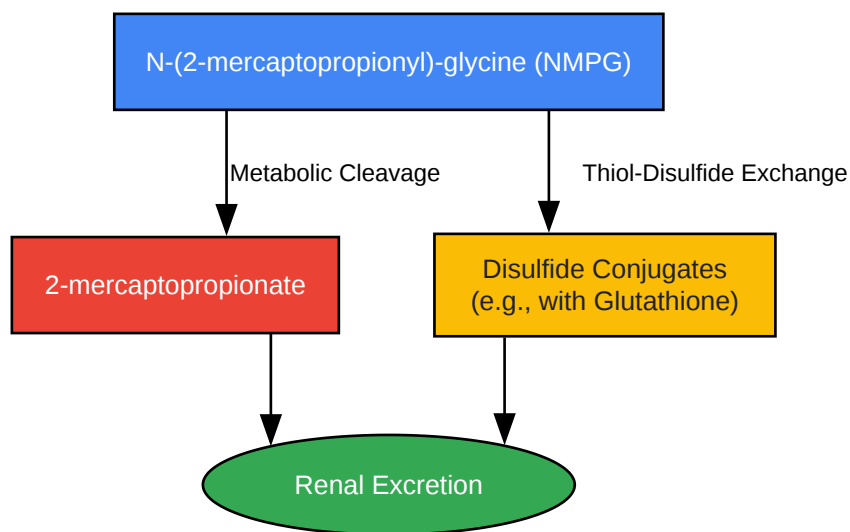 N-(2-mercaptopropionyl)-glycine (NMPG)
Metabolic Cleavage
Thiol-Disulfide Exchange
2-mercaptopropionate
Disulfide Conjugates
(e.g., with Glutathione)
Renal Excretion